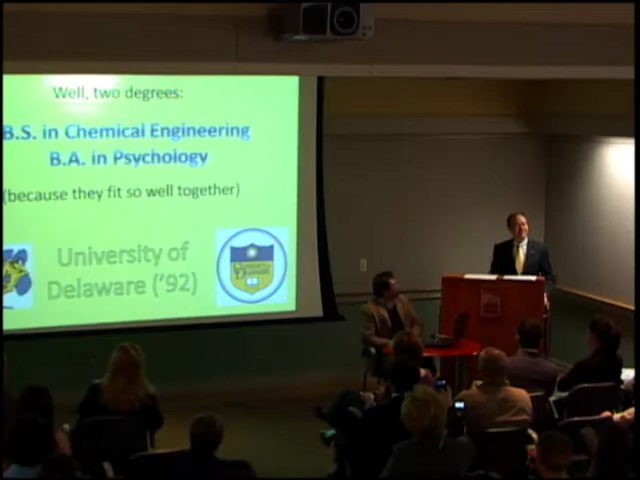 Well, two degrees:
B.S. in Chemical Engineering
B.A. in Psychology
(because they fit so well together)
University of
Delaware ('92)